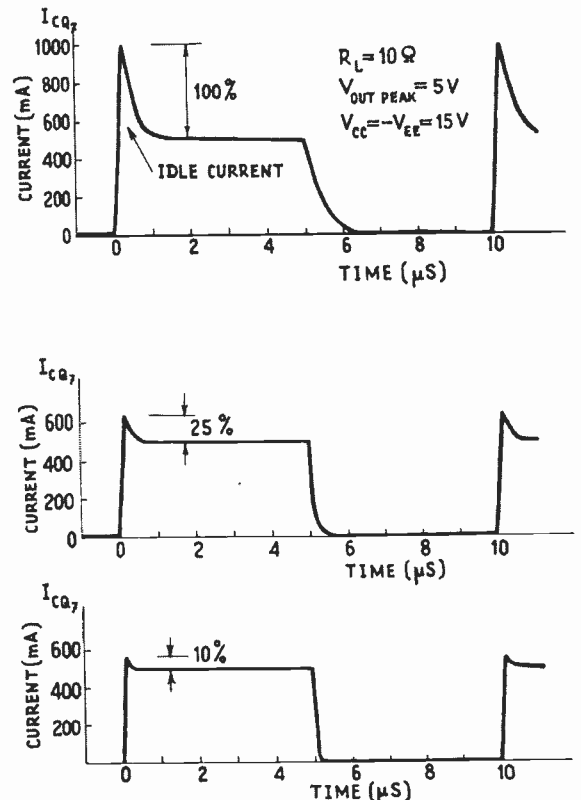 I_CQ7
1000
800
600
400
200
0
CURRENT (mA)
100%
IDLE CURRENT
R_L = 10 Ω
V_OUT PEAK = 5 V
V_CC = -V_EE = 15 V
0 2 4 6 8 10
TIME (μS)
I_CQ7
600
400
200
0
CURRENT (mA)
25 %
0 2 4 6 8 10
TIME (μS)
I_CQ7
600
400
200
CURRENT (mA)
10%
0 2 4 6 8 10
TIME (μS)